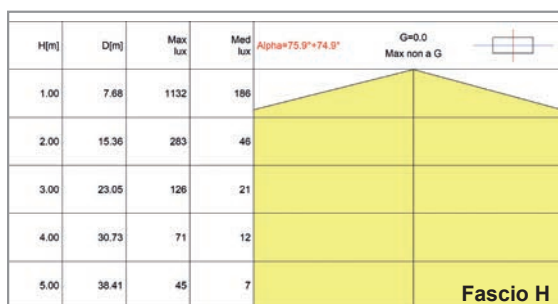 H[m] D[m] Max lux Med lux Alpha=75.9°+74.9° G=0.0 Max non a G
1.00 7.68 1132 186
2.00 15.36 283 46
3.00 23.05 126 21
4.00 30.73 71 12
5.00 38.41 45 7
Fascio H